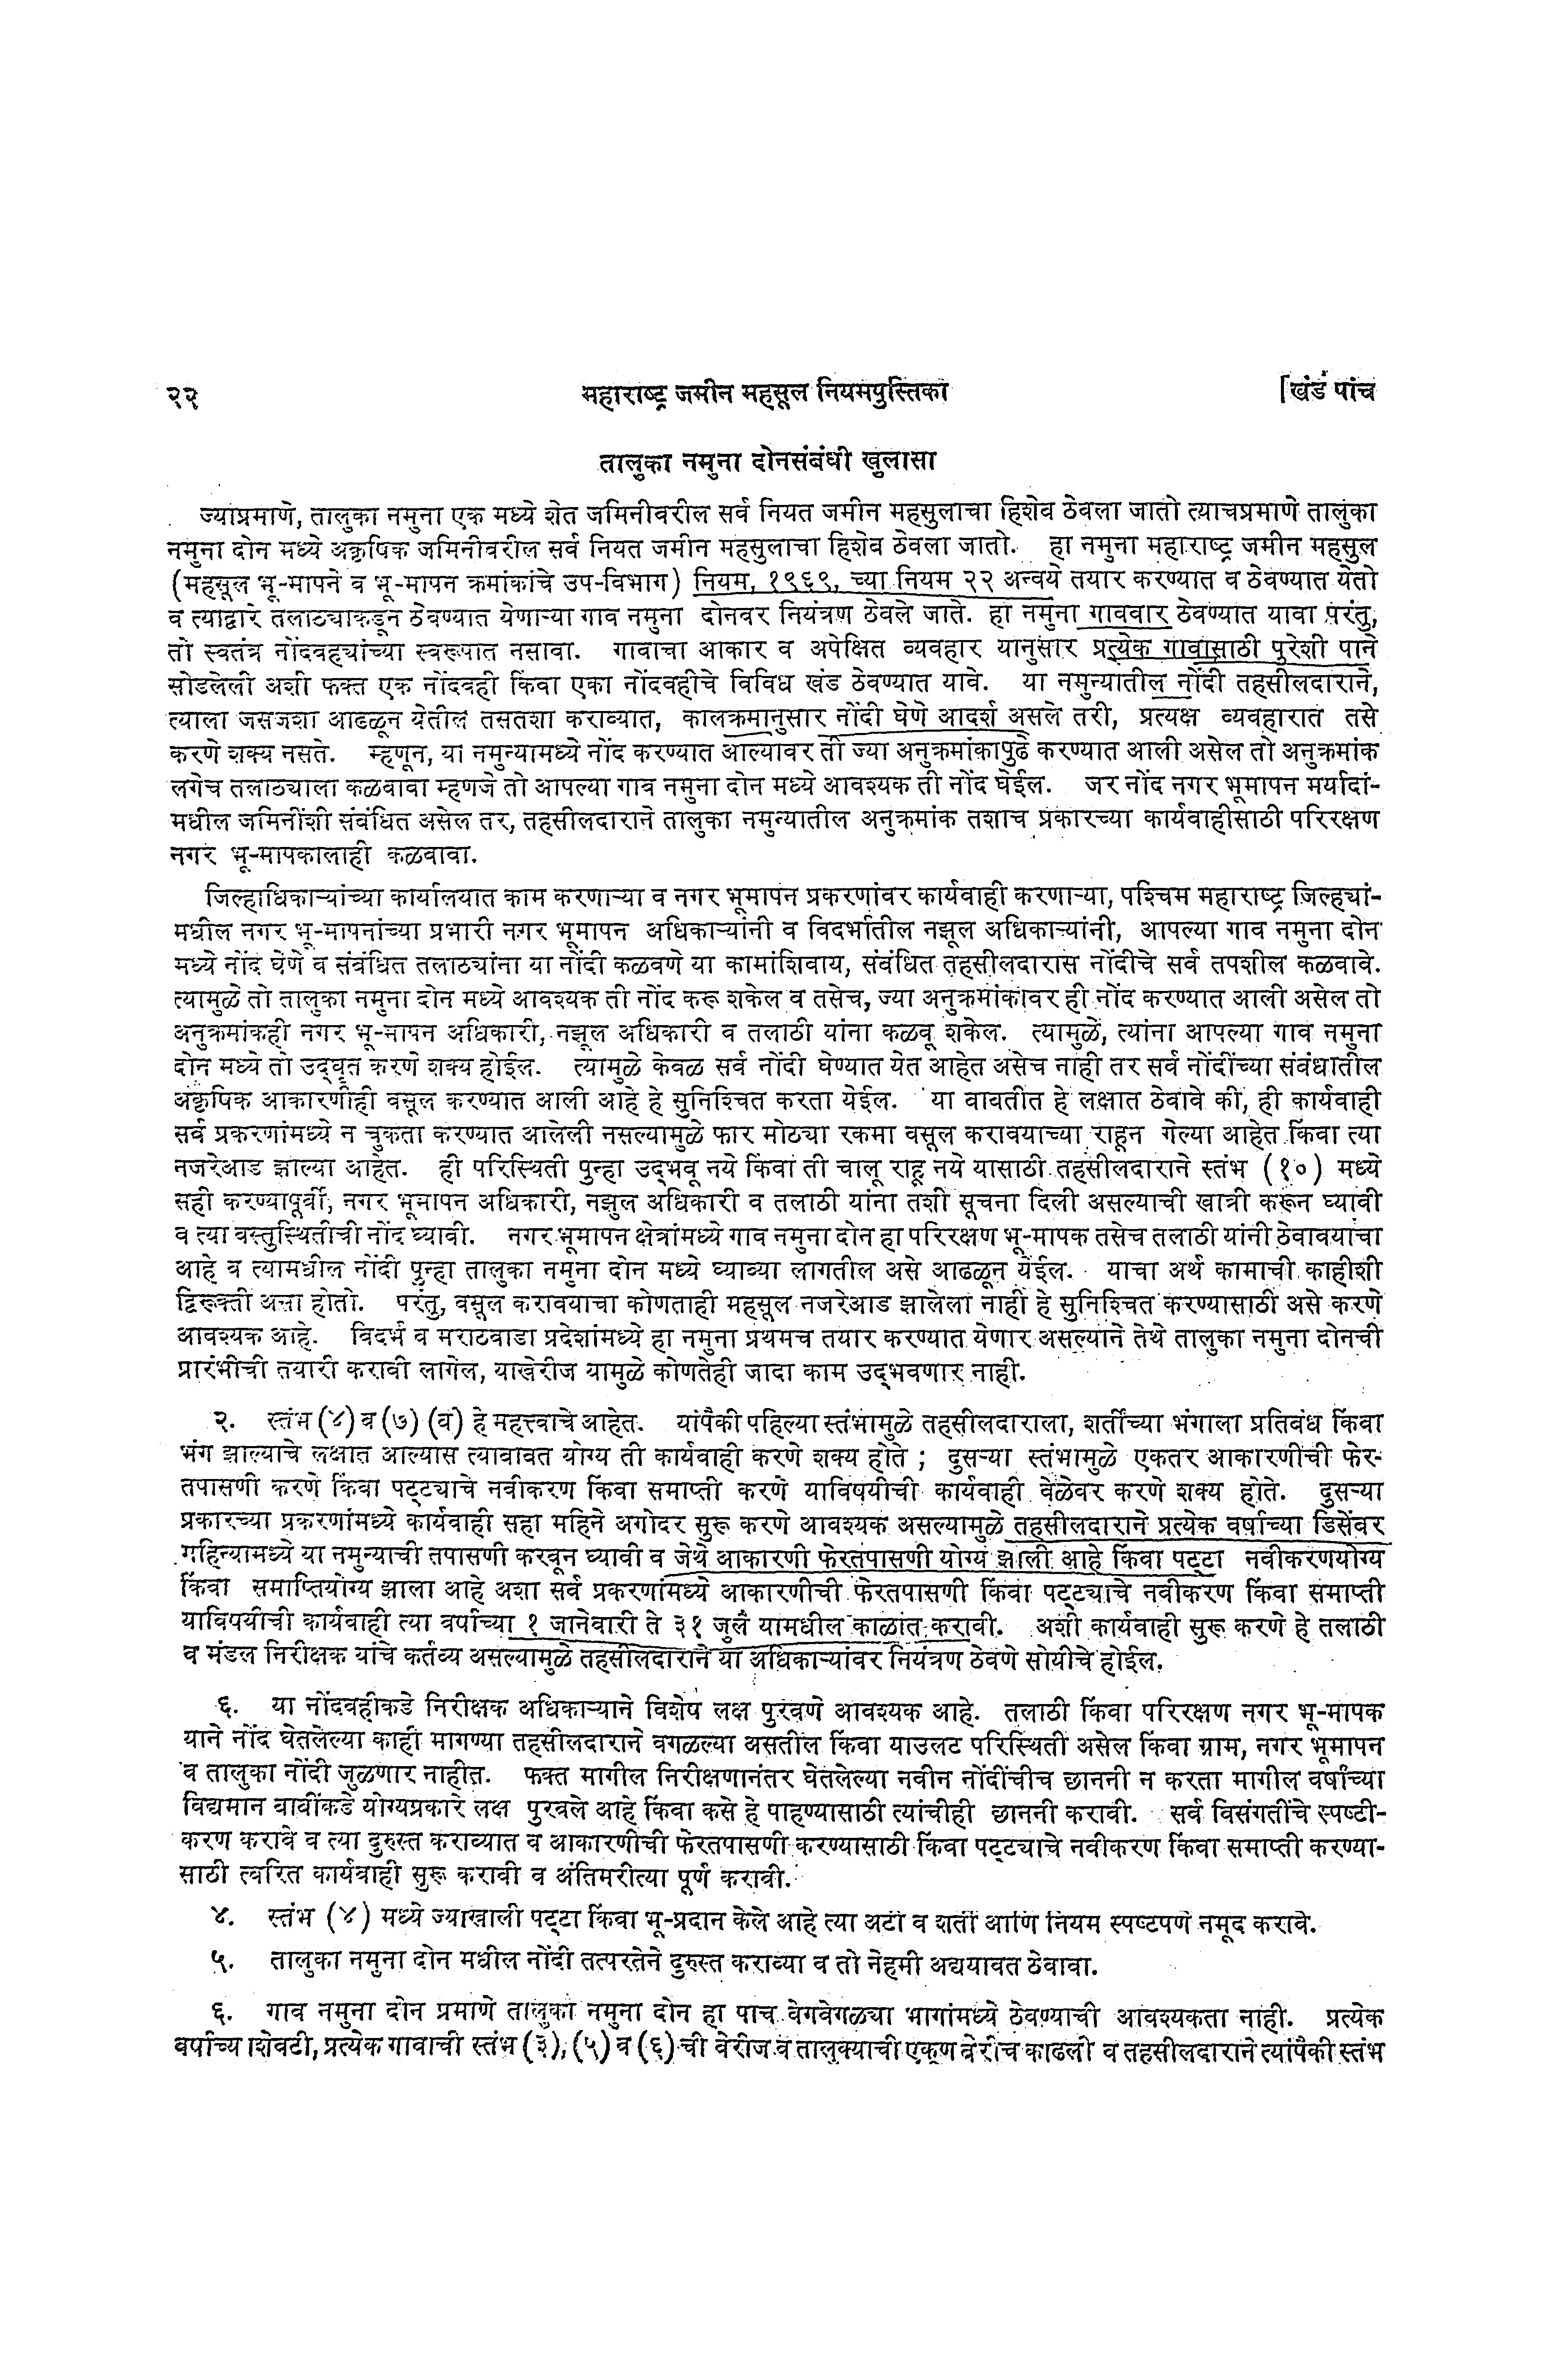 २२ महाराष्ट्र जमीन महसूल नियमपुस्तिका [खंड पांच
तालुका नमुना दोनसंबंधी खुलासा
ज्याप्रमाणे, तालुका नमुना एक मध्ये शेत जमिनीवरील सर्व नियत जमीन महसुलाचा हिशेव ठेवला जातो त्याचप्रमाणे तालुका
नमुना दोन मध्ये अकृषिक जमिनीवरील सर्व नियत जमीन महसुलाचा हिशेव ठेवला जातो. हा नमुना महाराष्ट्र जमीन महसुल
(महसूल भू-मापने व भू-मापन क्रमांकांचे उप-विभाग) नियम, १९६९, च्या नियम २२ अन्वये तयार करण्यात व ठेवण्यात येतो
व त्याद्वारे तलाठ्याकडून ठेवण्यात येणाऱ्या गाव नमुना दोनवर नियंत्रण ठेवले जाते. हा नमुना गाववार ठेवण्यात यावा परंतु,
तो स्वतंत्र नोंदवह्यांच्या स्वरूपात नसावा. गावाचा आकार व अपेक्षित व्यवहार यानुसार प्रत्येक गावासाठी पुरेशी पाने
सोडलेली अशी फक्त एक नोंदवही किंवा एका नोंदवहीचे विविध खंड ठेवण्यात यावे. या नमुन्यातील नोंदी तहसीलदाराने,
त्याला जसजशा आढळून येतील तसतशा कराव्यात, कालक्रमानुसार नोंदी घेणे आदर्श असले तरी, प्रत्यक्ष व्यवहारात तसे
करणे शक्य नसते. म्हणून, या नमुन्यामध्ये नोंद करण्यात आल्यावर ती ज्या अनुक्रमांकापुढे करण्यात आली असेल तो अनुक्रमांक
लगेच तलाठ्याला कळवावा म्हणजे तो आपल्या गाव नमुना दोन मध्ये आवश्यक ती नोंद घेईल. जर नोंद नगर भूमापन मर्यादां-
मधील जमिनींशी संबंधित असेल तर, तहसीलदाराने तालुका नमुन्यातील अनुक्रमांक तशाच प्रकारच्या कार्यवाहीसाठी परिरक्षण
नगर भू-मापकालाही कळवावा.
जिल्हाधिकाऱ्यांच्या कार्यालयात काम करणाऱ्या व नगर भूमापन प्रकरणांवर कार्यवाही करणाऱ्या, पश्चिम महाराष्ट्र जिल्ह्यां-
मधील नगर भू-मापनांच्या प्रभारी नगर भूमापन अधिकाऱ्यांनी व विदर्भातील नझूल अधिकाऱ्यांनी, आपल्या गाव नमुना दोन
मध्ये नोंद घेणे व संबंधित तलाठ्यांना या नोंदी कळवणे या कामांशिवाय, संबंधित तहसीलदारास नोंदीचे सर्व तपशील कळवावे.
त्यामुळे तो तालुका नमुना दोन मध्ये आवश्यक ती नोंद करू शकेल व तसेच, ज्या अनुक्रमांकावर ही नोंद करण्यात आली असेल तो
अनुक्रमांकही नगर भू-मापन अधिकारी, नझूल अधिकारी व तलाठी यांना कळवू शकेल. त्यामुळे, त्यांना आपल्या गाव नमुना
दोन मध्ये तो उद्धृत करणे शक्य होईल. त्यामुळे केवळ सर्व नोंदी घेण्यात येत आहेत असेच नाही तर सर्व नोंदींच्या संबंधातील
अकृषिक आकारणीही वसूल करण्यात आली आहे हे सुनिश्चित करता येईल. या बाबतीत हे लक्षात ठेवावे की, ही कार्यवाही
सर्व प्रकरणांमध्ये न चुकता करण्यात आलेली नसल्यामुळे फार मोठ्या रकमा वसूल करावयाच्या राहून गेल्या आहेत किंवा त्या
नजरेआड झाल्या आहेत. ही परिस्थिती पुन्हा उद्भवू नये किंवा ती चालू राहू नये यासाठी तहसीलदाराने स्तंभ (१०) मध्ये
सही करण्यापूर्वी, नगर भूमापन अधिकारी, नझुल अधिकारी व तलाठी यांना तशी सूचना दिली असल्याची खात्री करून घ्यावी
व त्या वस्तुस्थितीची नोंद घ्यावी. नगर भूमापन क्षेत्रांमध्ये गाव नमुना दोन हा परिरक्षण भू-मापक तसेच तलाठी यांनी ठेवावयाचा
आहे व त्यामधील नोंदी पुन्हा तालुका नमुना दोन मध्ये घ्याव्या लागतील असे आढळून येईल. याचा अर्थ कामाची काहीशी
द्विरूक्ती असा होतो. परंतु, वसूल करावयाचा कोणताही महसूल नजरेआड झालेला नाही हे सुनिश्चित करण्यासाठी असे करणे
आवश्यक आहे. विदर्भ व मराठवाडा प्रदेशांमध्ये हा नमुना प्रथमच तयार करण्यात येणार असल्याने तेथे तालुका नमुना दोनची
प्रारंभीची तयारी करावी लागेल, याखेरीज यामुळे कोणतेही जादा काम उद्भवणार नाही.
२. स्तंभ (४) व (७) (ब) हे महत्त्वाचे आहेत. यांपैकी पहिल्या स्तंभामुळे तहसीलदाराला, शर्तीच्या भंगाला प्रतिबंध किंवा
भंग झाल्याचे लक्षात आल्यास त्याबाबत योग्य ती कार्यवाही करणे शक्य होते ; दुसऱ्या स्तंभामुळे एकतर आकारणीची फेर-
तपासणी करणे किंवा पट्ट्याचे नवीकरण किंवा समाप्ती करणे याविषयीची कार्यवाही वेळेवर करणे शक्य होते. दुसऱ्या
प्रकारच्या प्रकरणांमध्ये कार्यवाही सहा महिने अगोदर सुरू करणे आवश्यक असल्यामुळे तहसीलदाराने प्रत्येक वर्षाच्या डिसेंबर
महिन्यामध्ये या नमुन्याची तपासणी करवून घ्यावी व जेथे आकारणी फेरतपासणी योग्य झाली आहे किंवा पट्टा नवीकरणयोग्य
किंवा समाप्तियोग्य झाला आहे अशा सर्व प्रकरणांमध्ये आकारणीची फेरतपासणी किंवा पट्ट्याचे नवीकरण किंवा समाप्ती
याविषयीची कार्यवाही त्या वर्षाच्या १ जानेवारी ते ३१ जुलै यामधील काळात करावी. अशी कार्यवाही सुरू करणे हे तलाठी
व मंडल निरीक्षक यांचे कर्तव्य असल्यामुळे तहसीलदाराने या अधिकाऱ्यांवर नियंत्रण ठेवणे सोयीचे होईल.
६. या नोंदवहीकडे निरीक्षक अधिकाऱ्याने विशेष लक्ष पुरवणे आवश्यक आहे. तलाठी किंवा परिरक्षण नगर भू-मापक
याने नोंद घेतलेल्या काही मागण्या तहसीलदाराने वगळल्या असतील किंवा याउलट परिस्थिती असेल किंवा ग्राम, नगर भूमापन
व तालुका नोंदी जुळणार नाहीत. फक्त मागील निरीक्षणानंतर घेतलेल्या नवीन नोंदींचीच छाननी न करता मागील वर्षाच्या
विद्यमान बाबींकडे योग्यप्रकारे लक्ष पुरवले आहे किंवा कसे हे पाहण्यासाठी त्यांचीही छाननी करावी. सर्व विसंगतींचे स्पष्टी-
करण करावे व त्या दुरुस्त कराव्यात व आकारणीची फेरतपासणी करण्यासाठी किंवा पट्ट्याचे नवीकरण किंवा समाप्ती करण्या-
साठी त्वरित कार्यवाही सुरू करावी व अंतिमरीत्या पूर्ण करावी.
४. स्तंभ (४) मध्ये ज्याखाली पट्टा किंवा भू-प्रदान केले आहे त्या अटी व शर्ती आणि नियम स्पष्टपणे नमूद करावे.
५. तालुका नमुना दोन मधील नोंदी तत्परतेने दुरुस्त कराव्या व तो नेहमी अद्ययावत ठेवावा.
६. गाव नमुना दोन प्रमाणे तालुका नमुना दोन हा पाच वेगवेगळ्या भागांमध्ये ठेवण्याची आवश्यकता नाही. प्रत्येक
वर्षाच्य शेवटी, प्रत्येक गावाची स्तंभ (३), (५) व (६) ची बेरीज व तालुक्याची एकूण बेरीच काढली व तहसीलदाराने त्यांपैकी स्तंभ